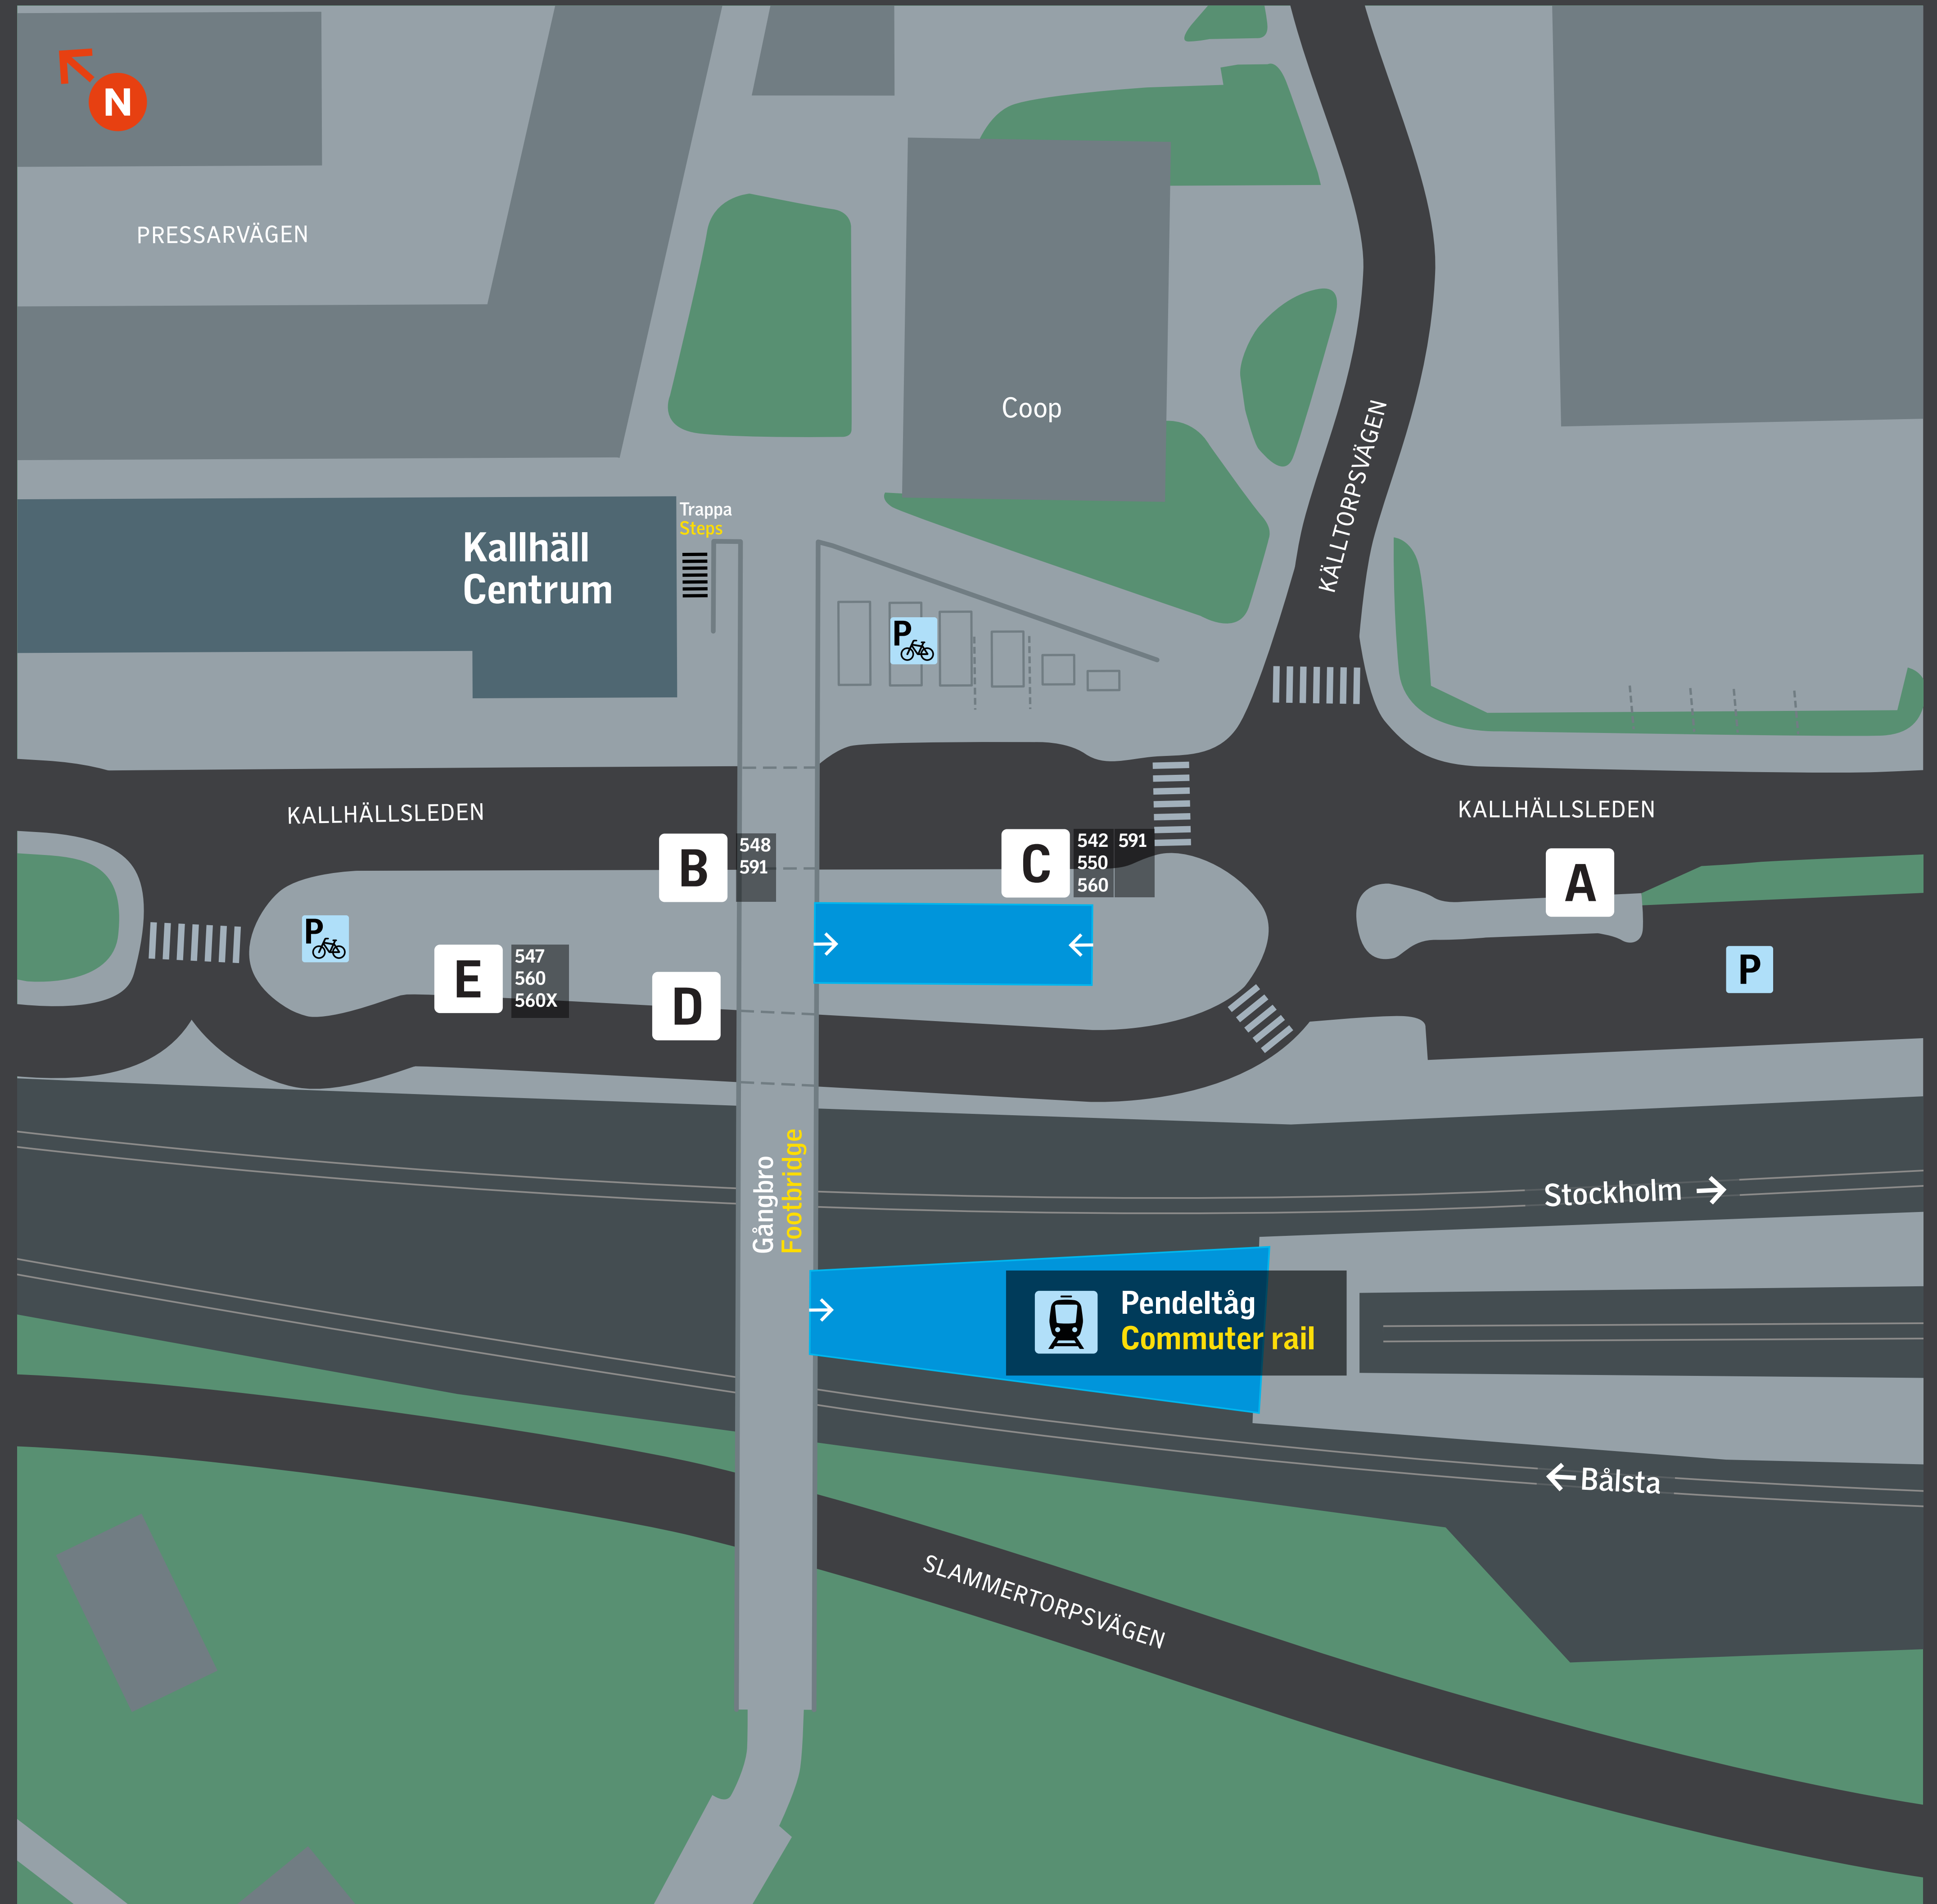 N
PRESSARVÄGEN
Coop
KÄLLTORPSVÄGEN
Trappa
Steps
Kallhäll
Centrum
P
KALLHÄLLSLEDEN
KALLHÄLLSLEDEN
B
548
591
C
542 591
550
560
A
P
E
547
560
560X
D
P
Gångbro
Footbridge
Stockholm →
Pendeltåg
Commuter rail
← Bålsta
SLAMMERTORPSVÄGEN